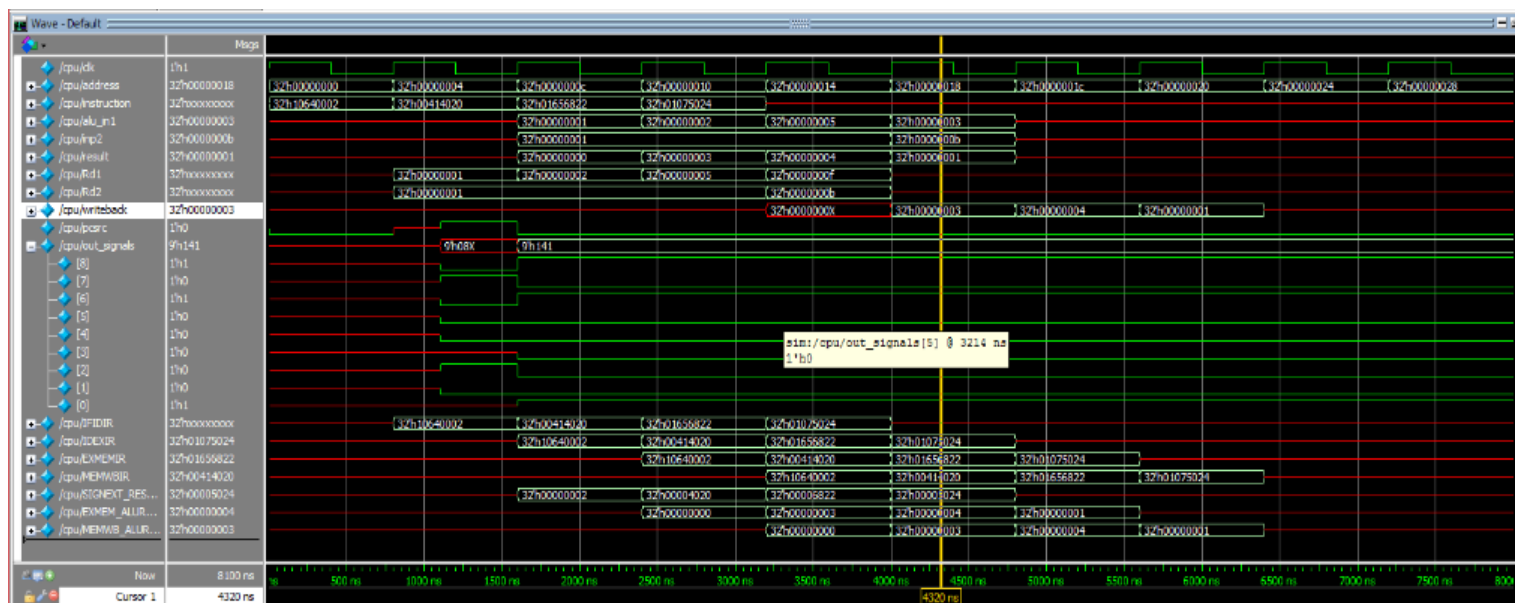 Wave - Default
Msgs
/cpu/clk 1'h1
/cpu/address 32'h00000018 32'h00000000 32'h00000004 32'h0000000c 32'h00000010 32'h00000014 32'h00000018 32'h0000001c 32'h00000020 32'h00000024 32'h00000028
/cpu/instruction 32'hxxxxxxxx 32'h10640002 32'h00414020 32'h01656822 32'h01075024
/cpu/alu_in1 32'h00000003 32'h00000001 32'h00000002 32'h00000005 32'h00000003
/cpu/inp2 32'h0000000b 32'h00000001 32'h0000000b
/cpu/result 32'h00000001 32'h00000000 32'h00000003 32'h00000004 32'h00000001
/cpu/Rd1 32'hxxxxxxxx 32'h00000001 32'h00000002 32'h00000005 32'h0000000f
/cpu/Rd2 32'hxxxxxxxx 32'h00000001 32'h0000000b
/cpu/writeback 32'h00000003 32'h0000000X 32'h00000003 32'h00000004 32'h00000001
/cpu/pcsrc 1'h0
/cpu/out_signals 9'h141 9'h08X 9'h141
[8] 1'h1
[7] 1'h0
[6] 1'h1
[5] 1'h0
[4] 1'h0
[3] 1'h0
[2] 1'h0
[1] 1'h0
[0] 1'h1
sim:/cpu/out_signals[5] @ 3214 ns
1'h0
/cpu/IFIDIR 32'hxxxxxxxx 32'h10640002 32'h00414020 32'h01656822 32'h01075024
/cpu/IDEXIR 32'h01075024 32'h10640002 32'h00414020 32'h01656822 32'h01075024
/cpu/EXMEMIR 32'h01656822 32'h10640002 32'h00414020 32'h01656822 32'h01075024
/cpu/MEMWBIR 32'h00414020 32'h10640002 32'h00414020 32'h01656822 32'h01075024
/cpu/SIGNEXT_RES... 32'h00005024 32'h00000002 32'h00004020 32'h00006822 32'h00005024
/cpu/EXMEM_ALUR... 32'h00000004 32'h00000000 32'h00000003 32'h00000004 32'h00000001
/cpu/MEMWB_ALUR... 32'h00000003 32'h00000000 32'h00000003 32'h00000004 32'h00000001
Now 8100 ns ns 500 ns 1000 ns 1500 ns 2000 ns 2500 ns 3000 ns 3500 ns 4000 ns 4500 ns 5000 ns 5500 ns 6000 ns 6500 ns 7000 ns 7500 ns 800
Cursor 1 4320 ns 4320 ns